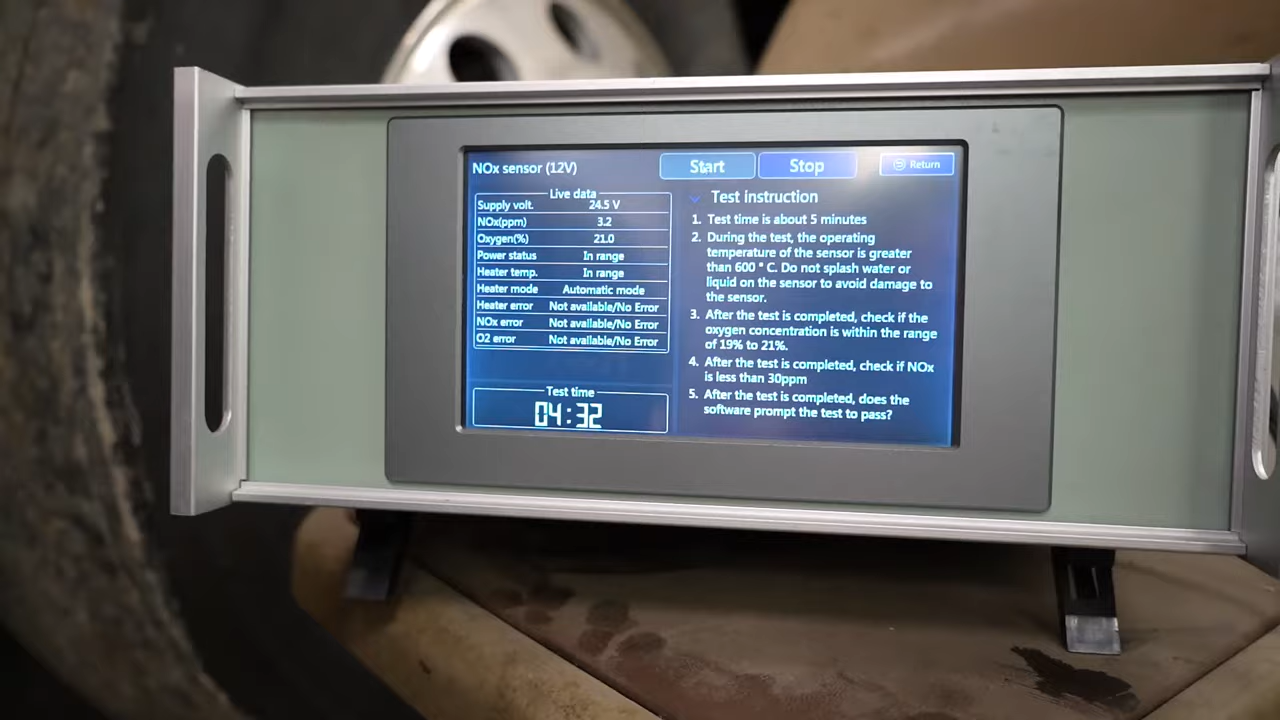 NOx sensor (12V)
Start
Stop
Return
Live data
Supply volt. 24.5 V
NOx(ppm) 3.2
Oxygen(%) 21.0
Power status In range
Heater temp. In range
Heater mode Automatic mode
Heater error Not available/No Error
NOx error Not available/No Error
O2 error Not available/No Error
Test time
04:32
Test instruction
1. Test time is about 5 minutes
2. During the test, the operating
temperature of the sensor is greater
than 600 ° C. Do not splash water or
liquid on the sensor to avoid damage to
the sensor.
3. After the test is completed, check if the
oxygen concentration is within the range
of 19% to 21%.
4. After the test is completed, check if NOx
is less than 30ppm
5. After the test is completed, does the
software prompt the test to pass?